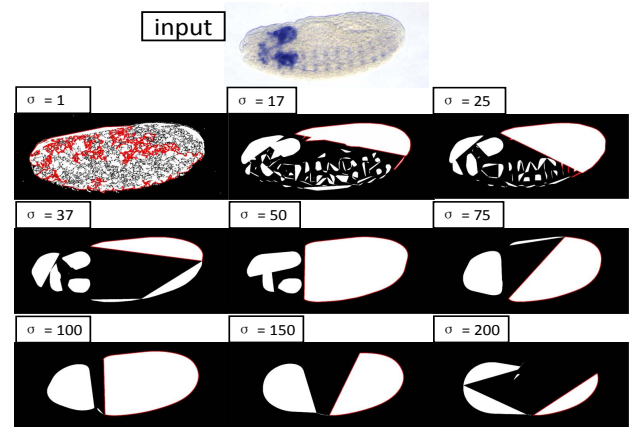 input
σ = 1
σ = 17
σ = 25
σ = 37
σ = 50
σ = 75
σ = 100
σ = 150
σ = 200